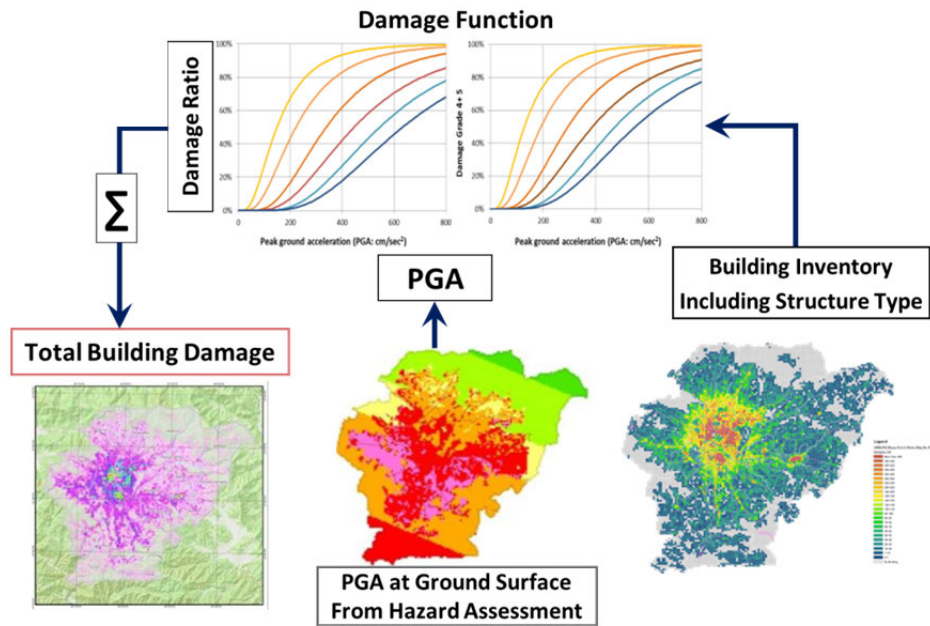 Damage Function
Damage Ratio
100%
80%
60%
40%
20%
0%
0
200
400
600
800
Peak ground acceleration (PGA: cm/sec²)
Damage Grade 4+ 5
100%
80%
60%
40%
20%
0%
0
200
400
600
800
Peak ground acceleration (PGA: cm/sec²)
Σ
PGA
Building Inventory
Including Structure Type
Total Building Damage
PGA at Ground Surface
From Hazard Assessment
Legend